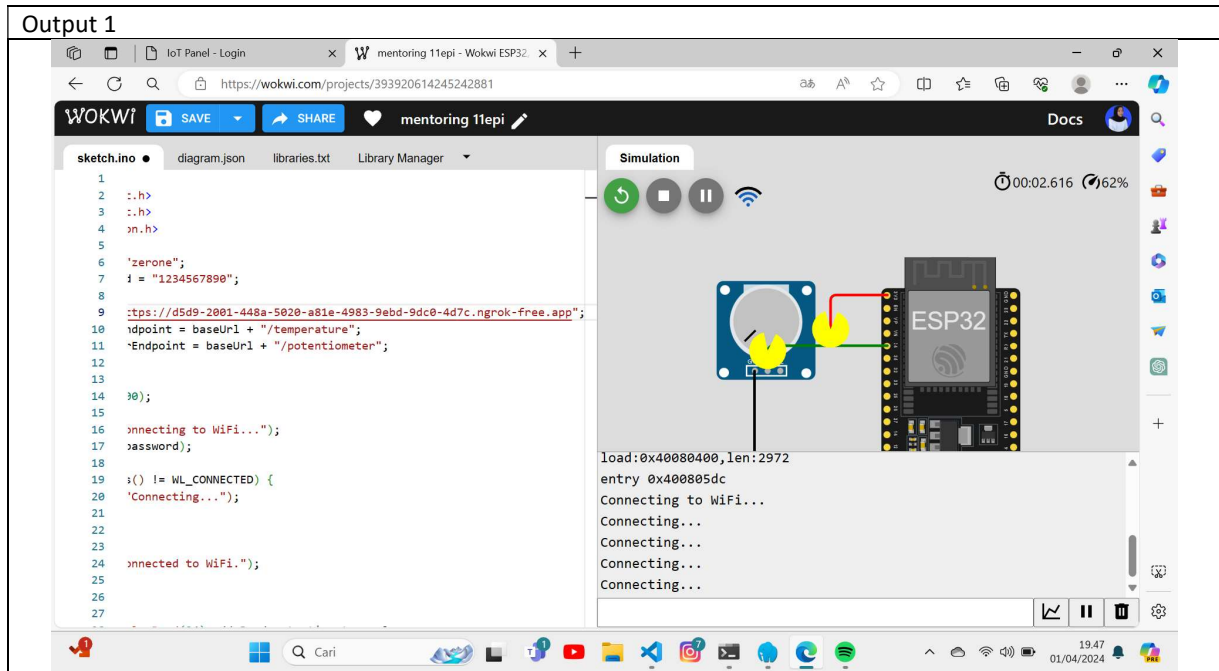 Output 1
IoT Panel - Login
mentoring 11epi - Wokwi ESP32,
https://wokwi.com/projects/393920614245242881
WOKWi SAVE SHARE mentoring 11epi Docs
sketch.ino diagram.json libraries.txt Library Manager
Simulation
00:02.616 62%
1
2 :.h>
3 :.h>
4 on.h>
5
6 'zerone";
7 i = "1234567890";
8
9 :tps://d5d9-2001-448a-5020-a81e-4983-9ebd-9dc0-4d7c.ngrok-free.app";
10 ndpoint = baseUrl + "/temperature";
11 rEndpoint = baseUrl + "/potentiometer";
12
13
14 00);
15
16 onnecting to WiFi...");
17 password);
18
19 s() != WL_CONNECTED) {
20 "Connecting...");
21
22
23
24 onnected to WiFi.");
25
26
27
ESP32
load:0x40080400,len:2972
entry 0x400805dc
Connecting to WiFi...
Connecting...
Connecting...
Connecting...
Connecting...
Cari
19.47
01/04/2024
PRE